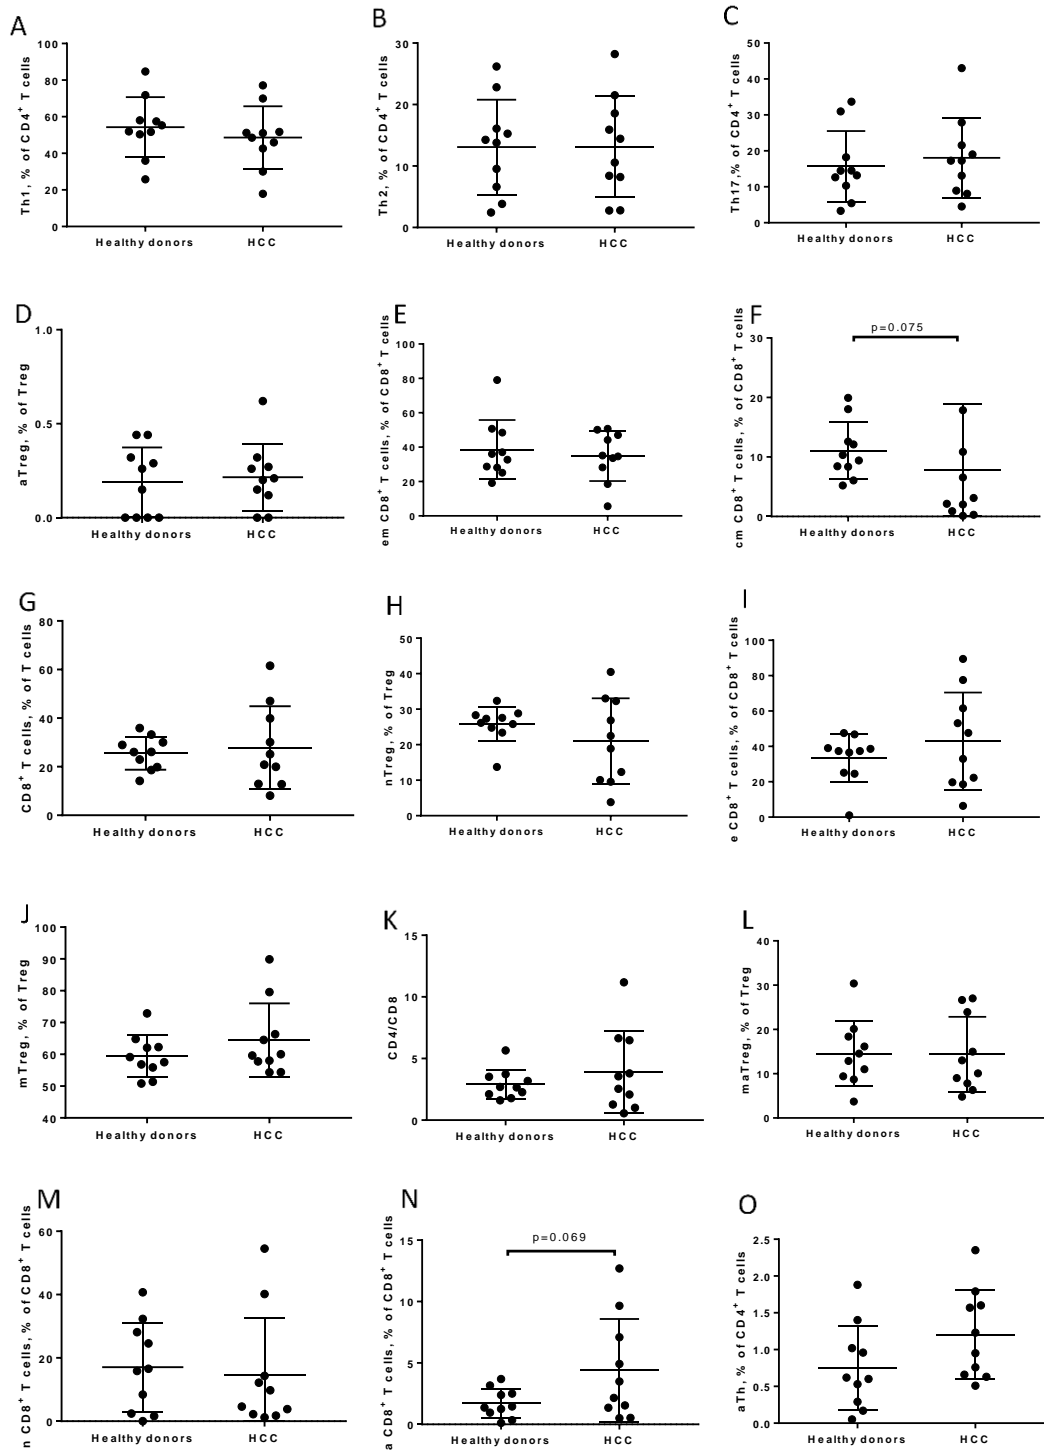 A
Th1, % of CD4+ T cells
100
80
60
40
20
0
Healthy donors
HCC
B
Th2, % of CD4+ T cells
30
20
10
0
Healthy donors
HCC
C
Th17,% of CD4+ T cells
50
40
30
20
10
0
Healthy donors
HCC
D
aTreg, % of Treg
1.0
0.5
0.0
Healthy donors
HCC
E
em CD8+ T cells, % of CD8+ T cells
100
80
60
40
20
0
Healthy donors
HCC
F
cm CD8+ T cells, % of CD8+ T cells
30
20
10
0
p=0.075
Healthy donors
HCC
G
CD8+ T cells, % of T cells
80
60
40
20
0
Healthy donors
HCC
H
nTreg, % of Treg
50
40
30
20
10
0
Healthy donors
HCC
I
e CD8+ T cells, % of CD8+ T cells
100
80
60
40
20
0
Healthy donors
HCC
J
mTreg, % of Treg
100
90
80
70
60
50
40
Healthy donors
HCC
K
CD4/CD8
15
10
5
0
Healthy donors
HCC
L
maTreg, % of Treg
40
30
20
10
0
Healthy donors
HCC
M
n CD8+ T cells, % of CD8+ T cells
60
40
20
0
Healthy donors
HCC
N
a CD8+ T cells, % of CD8+ T cells
15
10
5
0
p=0.069
Healthy donors
HCC
O
aTh, % of CD4+ T cells
2.5
2.0
1.5
1.0
0.5
0.0
Healthy donors
HCC